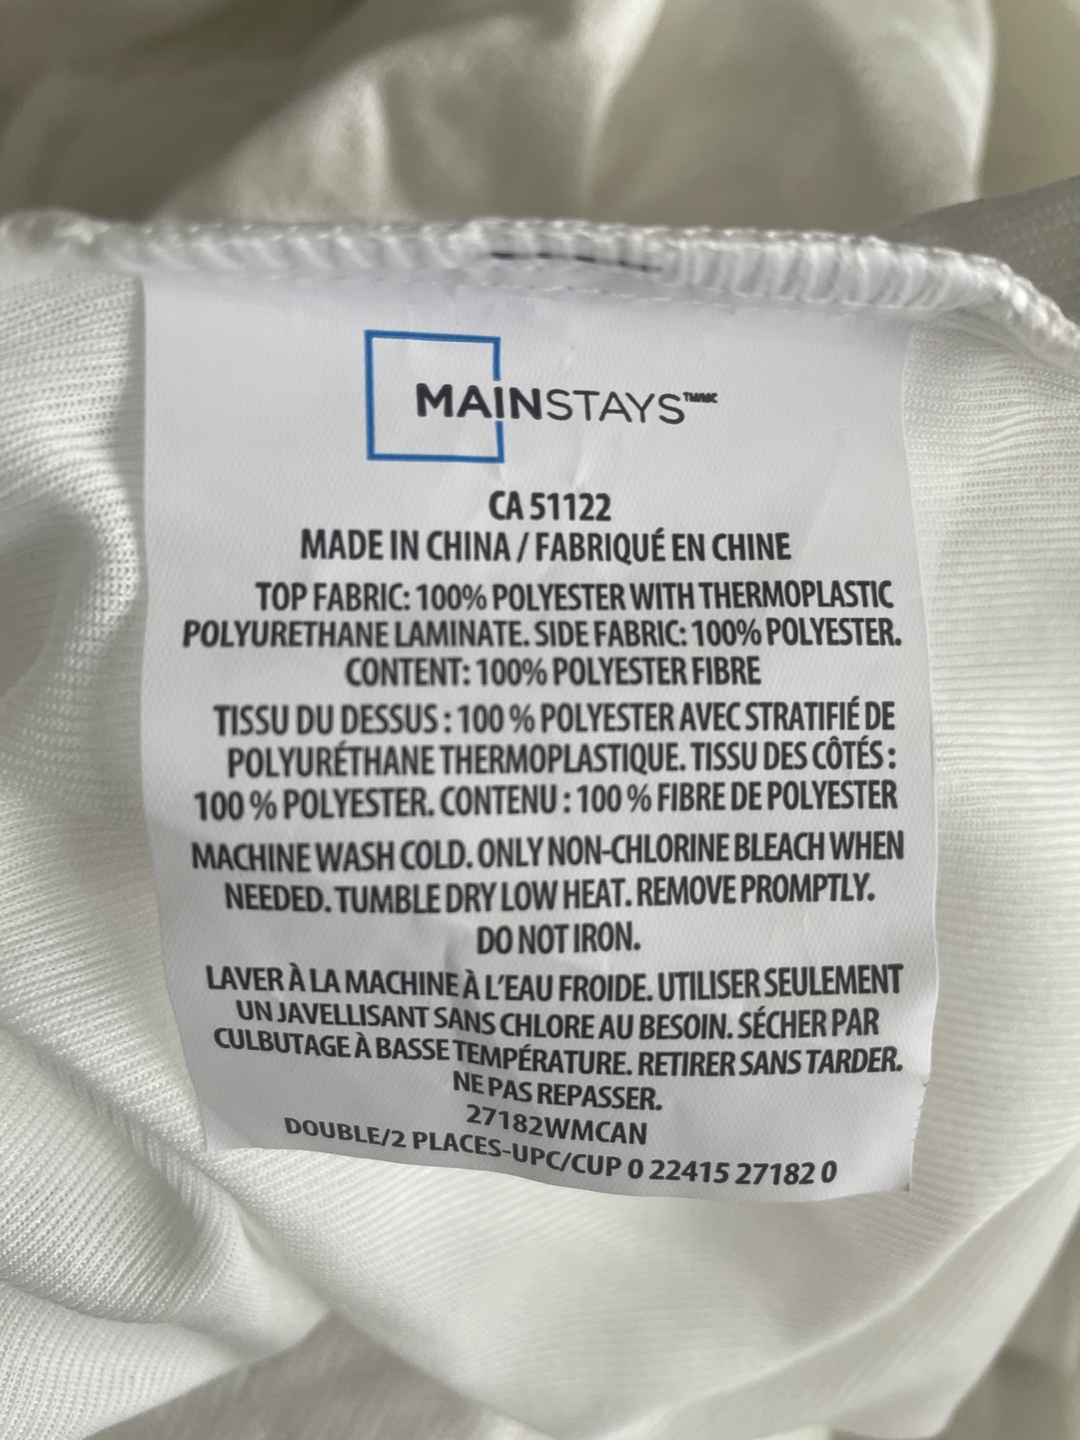 MAINSTAYS
CA 51122
MADE IN CHINA / FABRIQUÉ EN CHINE
TOP FABRIC: 100% POLYESTER WITH THERMOPLASTIC
POLYURETHANE LAMINATE. SIDE FABRIC: 100% POLYESTER.
CONTENT: 100% POLYESTER FIBRE
TISSU DU DESSUS : 100 % POLYESTER AVEC STRATIFIÉ DE
POLYURÉTHANE THERMOPLASTIQUE. TISSU DES CÔTÉS :
100 % POLYESTER. CONTENU : 100 % FIBRE DE POLYESTER
MACHINE WASH COLD. ONLY NON-CHLORINE BLEACH WHEN
NEEDED. TUMBLE DRY LOW HEAT. REMOVE PROMPTLY.
DO NOT IRON.
LAVER À LA MACHINE À L'EAU FROIDE. UTILISER SEULEMENT
UN JAVELLISANT SANS CHLORE AU BESOIN. SÉCHER PAR
CULBUTAGE À BASSE TEMPÉRATURE. RETIRER SANS TARDER.
NE PAS REPASSER.
27182WMCAN
DOUBLE/2 PLACES-UPC/CUP 0 22415 27182 0